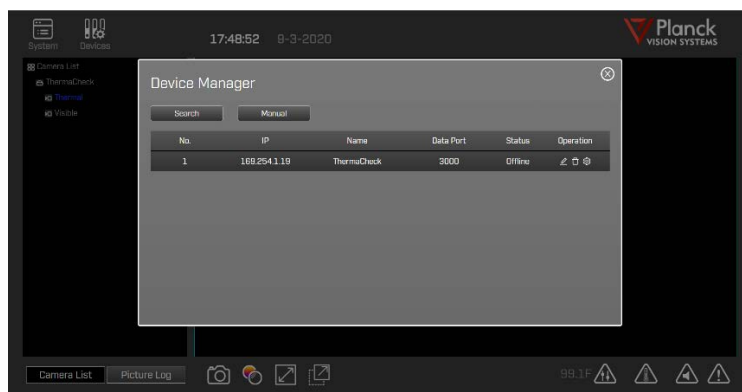 System
Devices
17:48:52 9-3-2020
Planck
VISION SYSTEMS
Camera List
ThermaCheck
Thermal
Visible
Device Manager
Search Manual
No. IP Name Data Port Status Operation
1 169.254.1.19 ThermaCheck 3000 Offline
Camera List Picture Log
99.1F